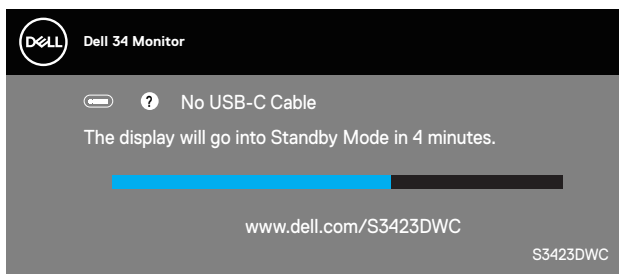 DELL
Dell 34 Monitor
? No USB-C Cable
The display will go into Standby Mode in 4 minutes.
www.dell.com/S3423DWC
S3423DWC